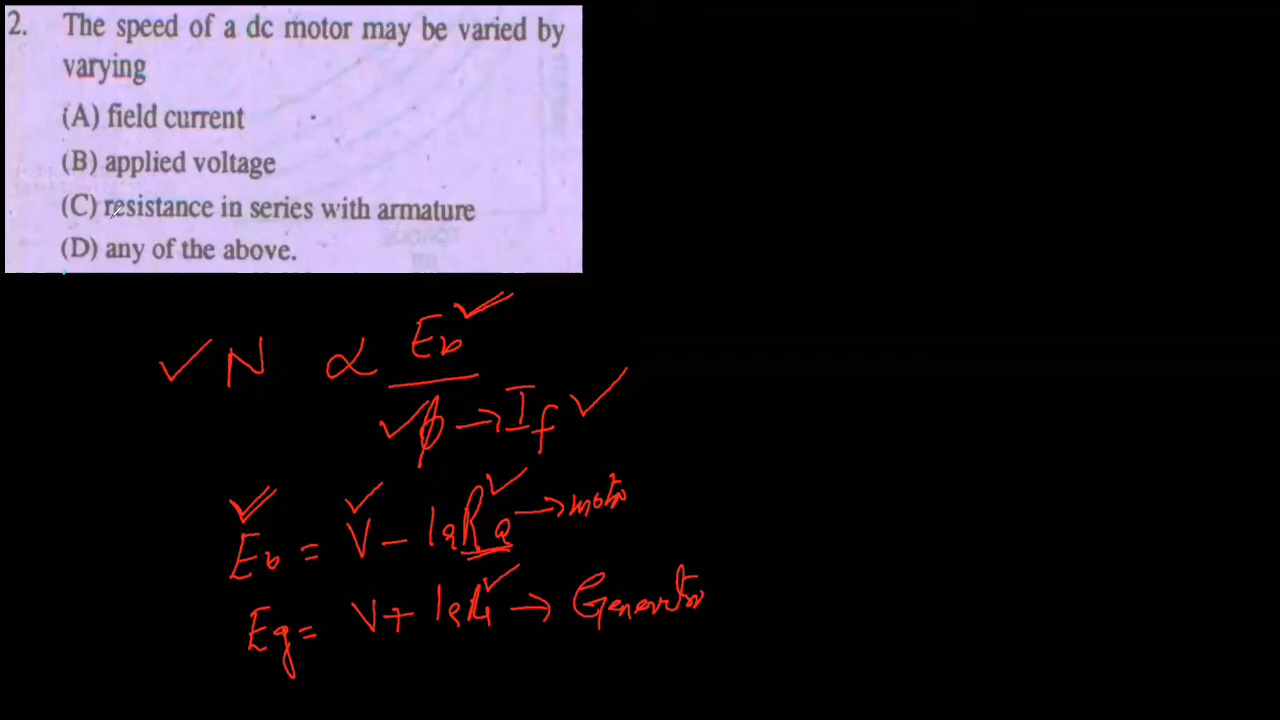 2. The speed of a dc motor may be varied by
varying
(A) field current
(B) applied voltage
(C) resistance in series with armature
(D) any of the above.
N ∝ Eb
ϕ → If
Eb = V - IaRa → motor
Eg = V + IaRa → Generator